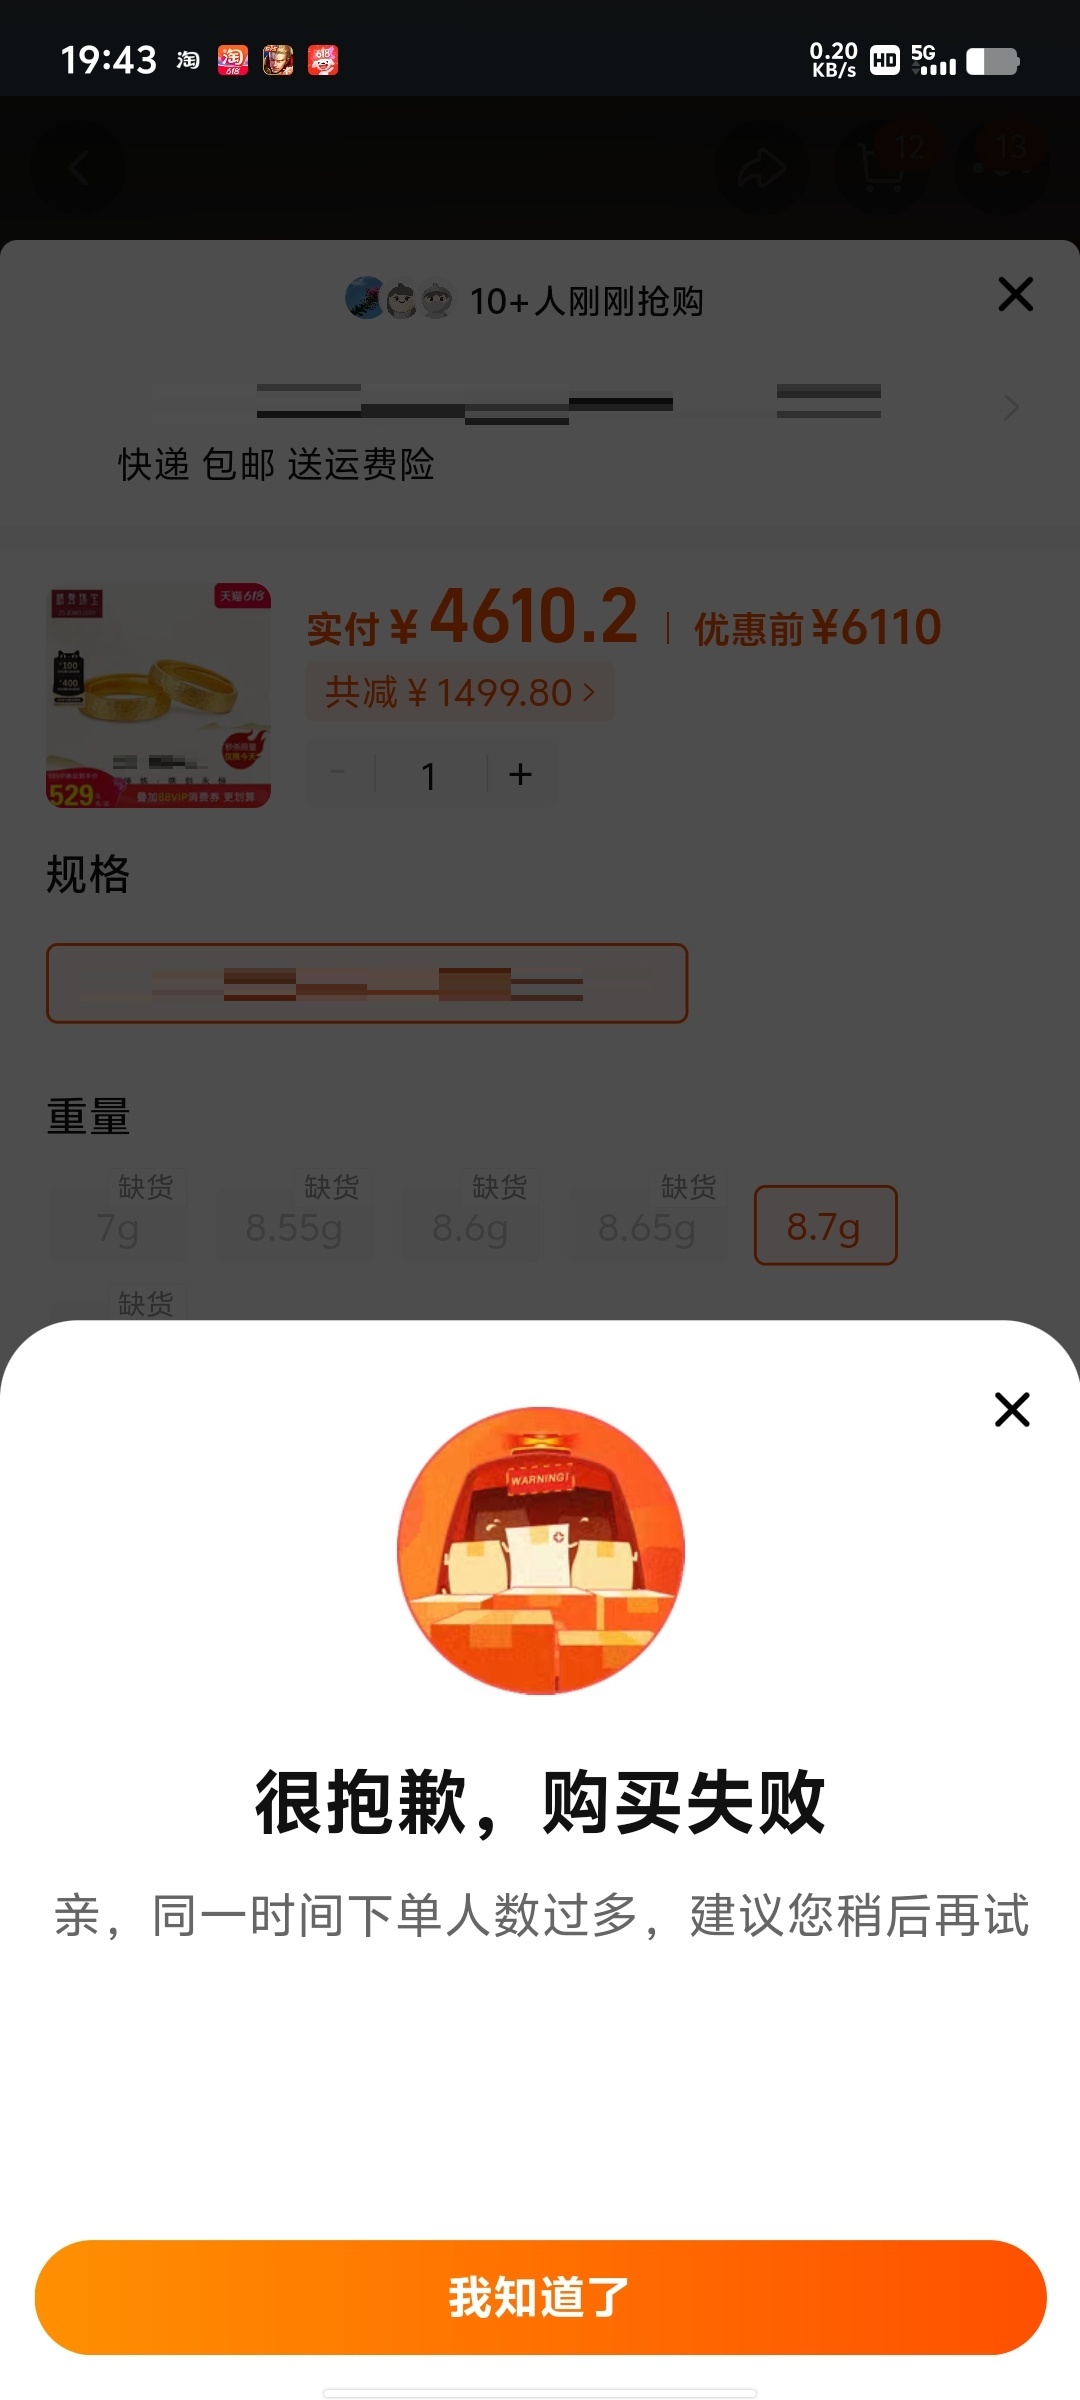 19:43 淘
0.20 KB/s HD 5G
12
13
10+人刚刚抢购
快递 包邮 送运费险
天猫618
¥100
¥400
529
叠加88VIP消费券 更划算
实付¥4610.2 | 优惠前¥6110
共减¥1499.80 >
- 1 +
规格
重量
缺货 缺货 缺货 缺货
7g 8.55g 8.6g 8.65g 8.7g
缺货
WARNING!
很抱歉，购买失败
亲，同一时间下单人数过多，建议您稍后再试
我知道了